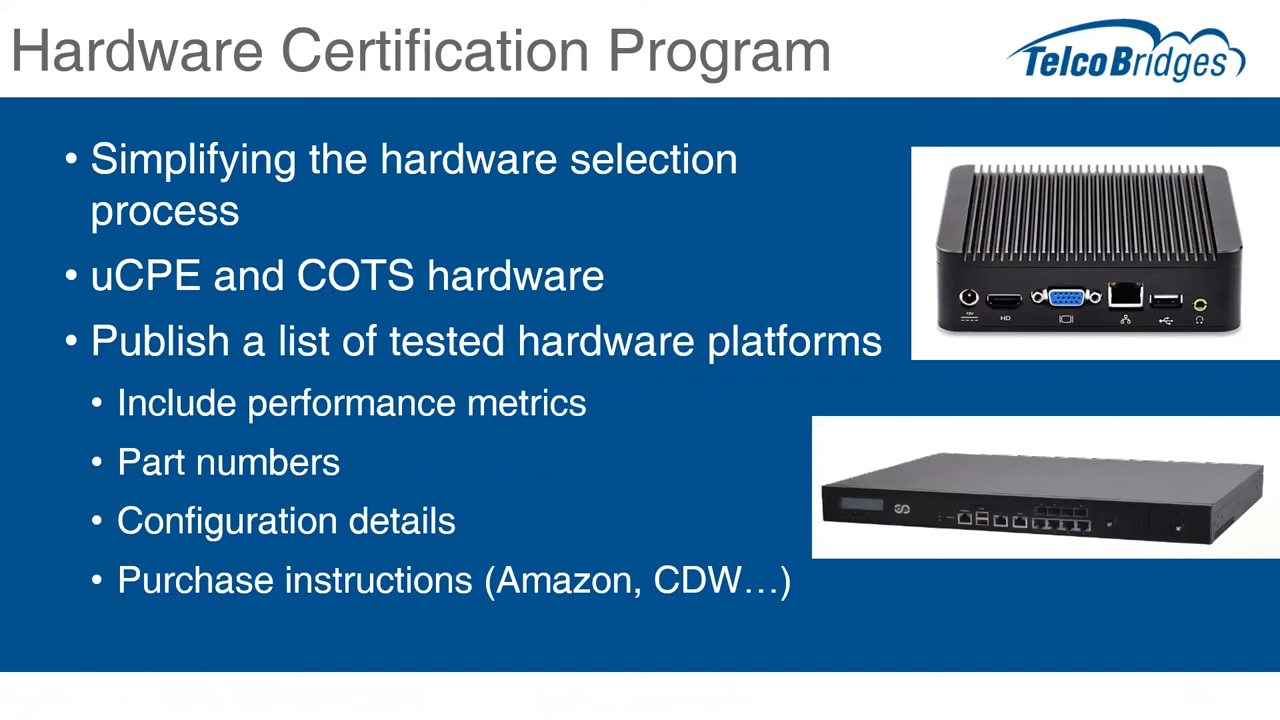 Hardware Certification Program
TelcoBridges
• Simplifying the hardware selection
process
• uCPE and COTS hardware
• Publish a list of tested hardware platforms
• Include performance metrics
• Part numbers
• Configuration details
• Purchase instructions (Amazon, CDW…)
12V
HD